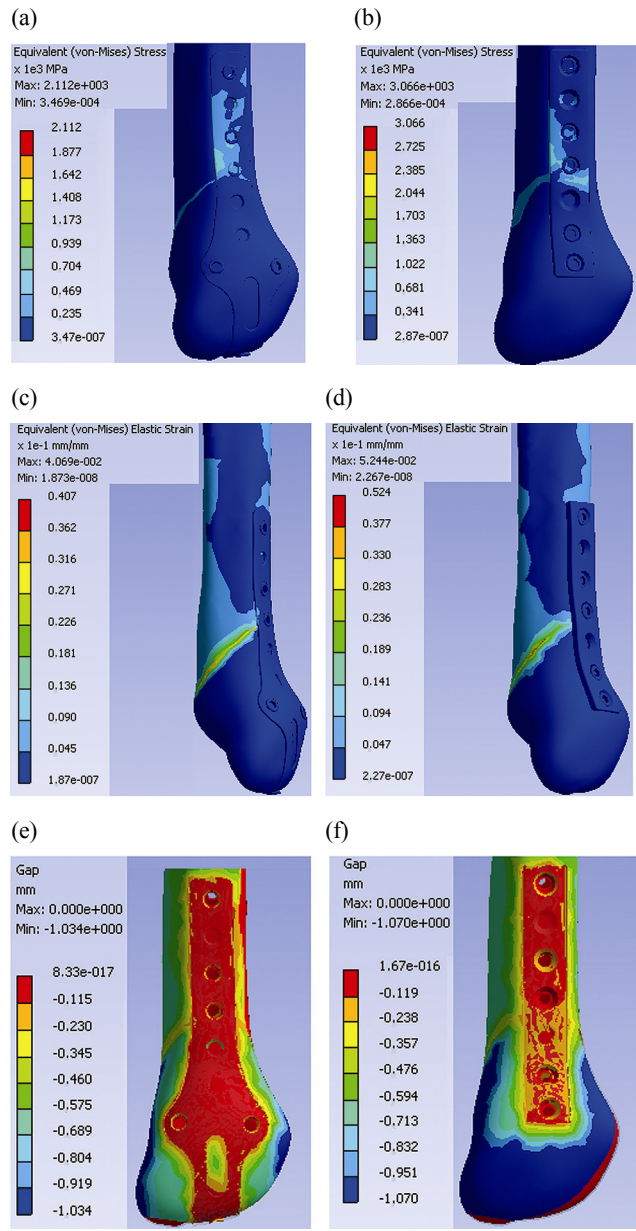 (a)
Equivalent (von-Mises) Stress
x 1e3 MPa
Max: 2.112e+003
Min: 3.469e-004
2.112
1.877
1.642
1.408
1.173
0.939
0.704
0.469
0.235
3.47e-007
(b)
Equivalent (von-Mises) Stress
x 1e3 MPa
Max: 3.066e+003
Min: 2.866e-004
3.066
2.725
2.385
2.044
1.703
1.363
1.022
0.681
0.341
2.87e-007
(c)
Equivalent (von-Mises) Elastic Strain
x 1e-1 mm/mm
Max: 4.069e-002
Min: 1.873e-008
0.407
0.362
0.316
0.271
0.226
0.181
0.136
0.090
0.045
1.87e-007
(d)
Equivalent (von-Mises) Elastic Strain
x 1e-1 mm/mm
Max: 5.244e-002
Min: 2.267e-008
0.524
0.377
0.330
0.283
0.236
0.189
0.141
0.094
0.047
2.27e-007
(e)
Gap
mm
Max: 0.000e+000
Min: -1.034e+000
8.33e-017
-0.115
-0.230
-0.345
-0.460
-0.575
-0.689
-0.804
-0.919
-1.034
(f)
Gap
mm
Max: 0.000e+000
Min: -1.070e+000
1.67e-016
-0.119
-0.238
-0.357
-0.476
-0.594
-0.713
-0.832
-0.951
-1,070